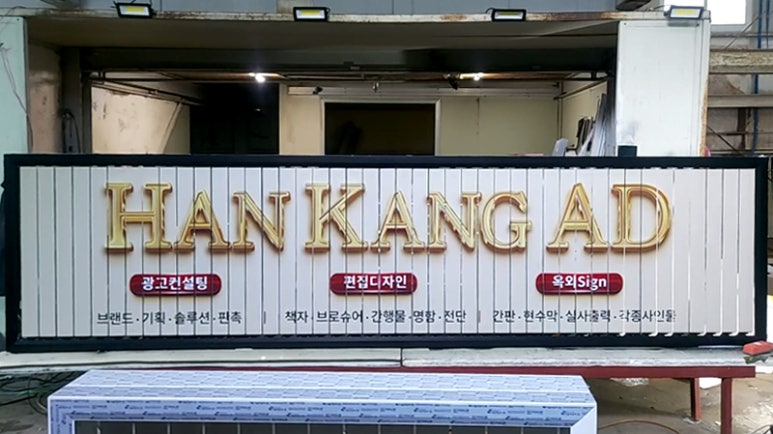 HAN KANG AD
광고컨설팅 편집디자인 옥외Sign
브랜드·기획·솔루션·판촉 | 책자·브로슈어·간행물·명함·전단 | 간판·현수막·실사출력·각종사인물